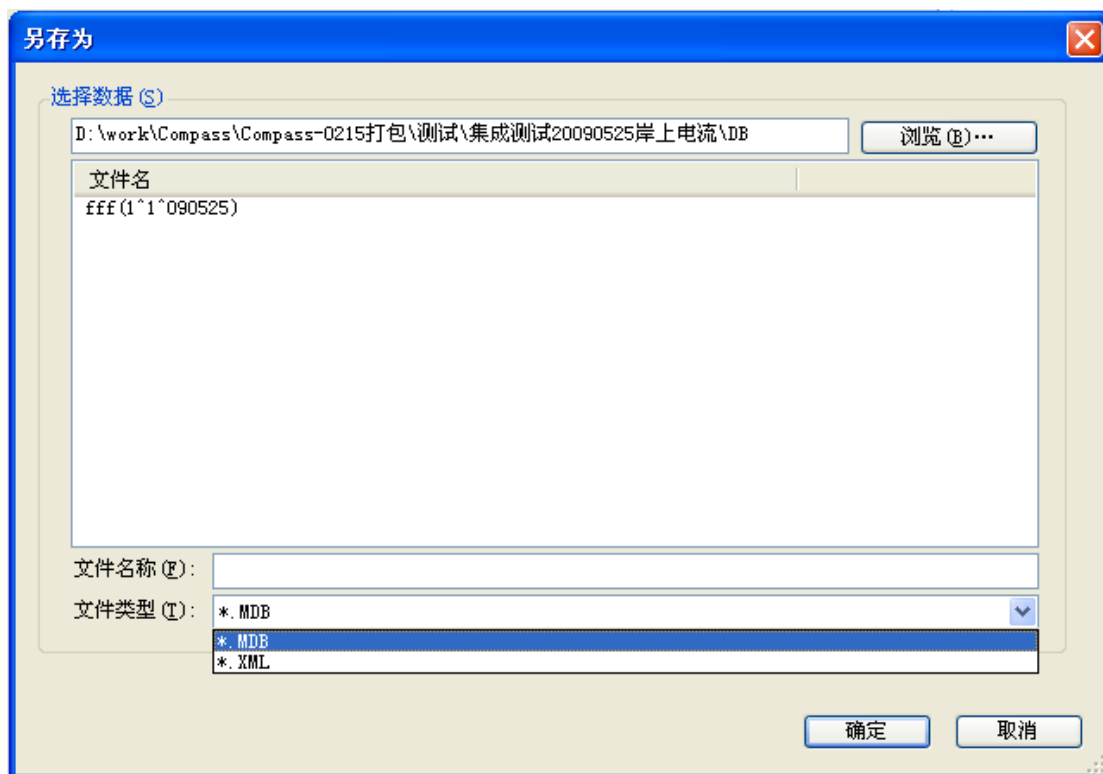 另存为
选择数据(S)
D:\work\Compass\Compass-0215打包\测试\集成测试20090525岸上电流\DB
浏览(B)…
文件名
fff(1^1^090525)
文件名称(F):
文件类型(T): *.MDB
*.MDB
*.XML
确定 取消